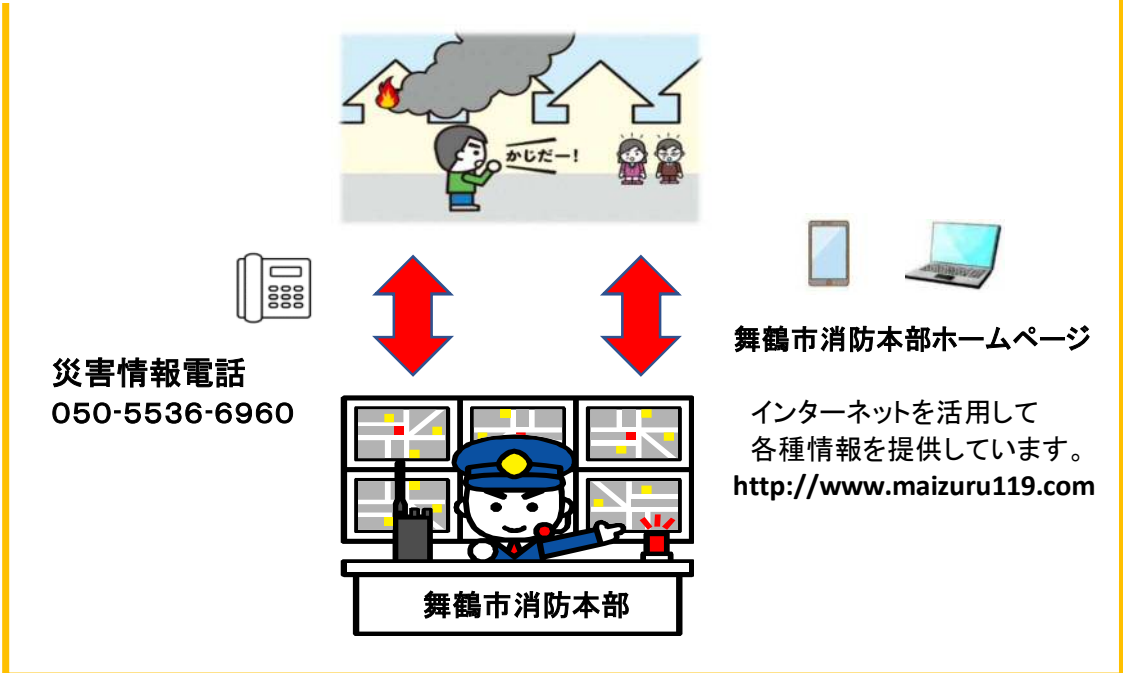 かじだー!
災害情報電話
050-5536-6960
舞鶴市消防本部ホームページ
インターネットを活用して
各種情報を提供しています。
http://www.maizuru119.com
舞鶴市消防本部